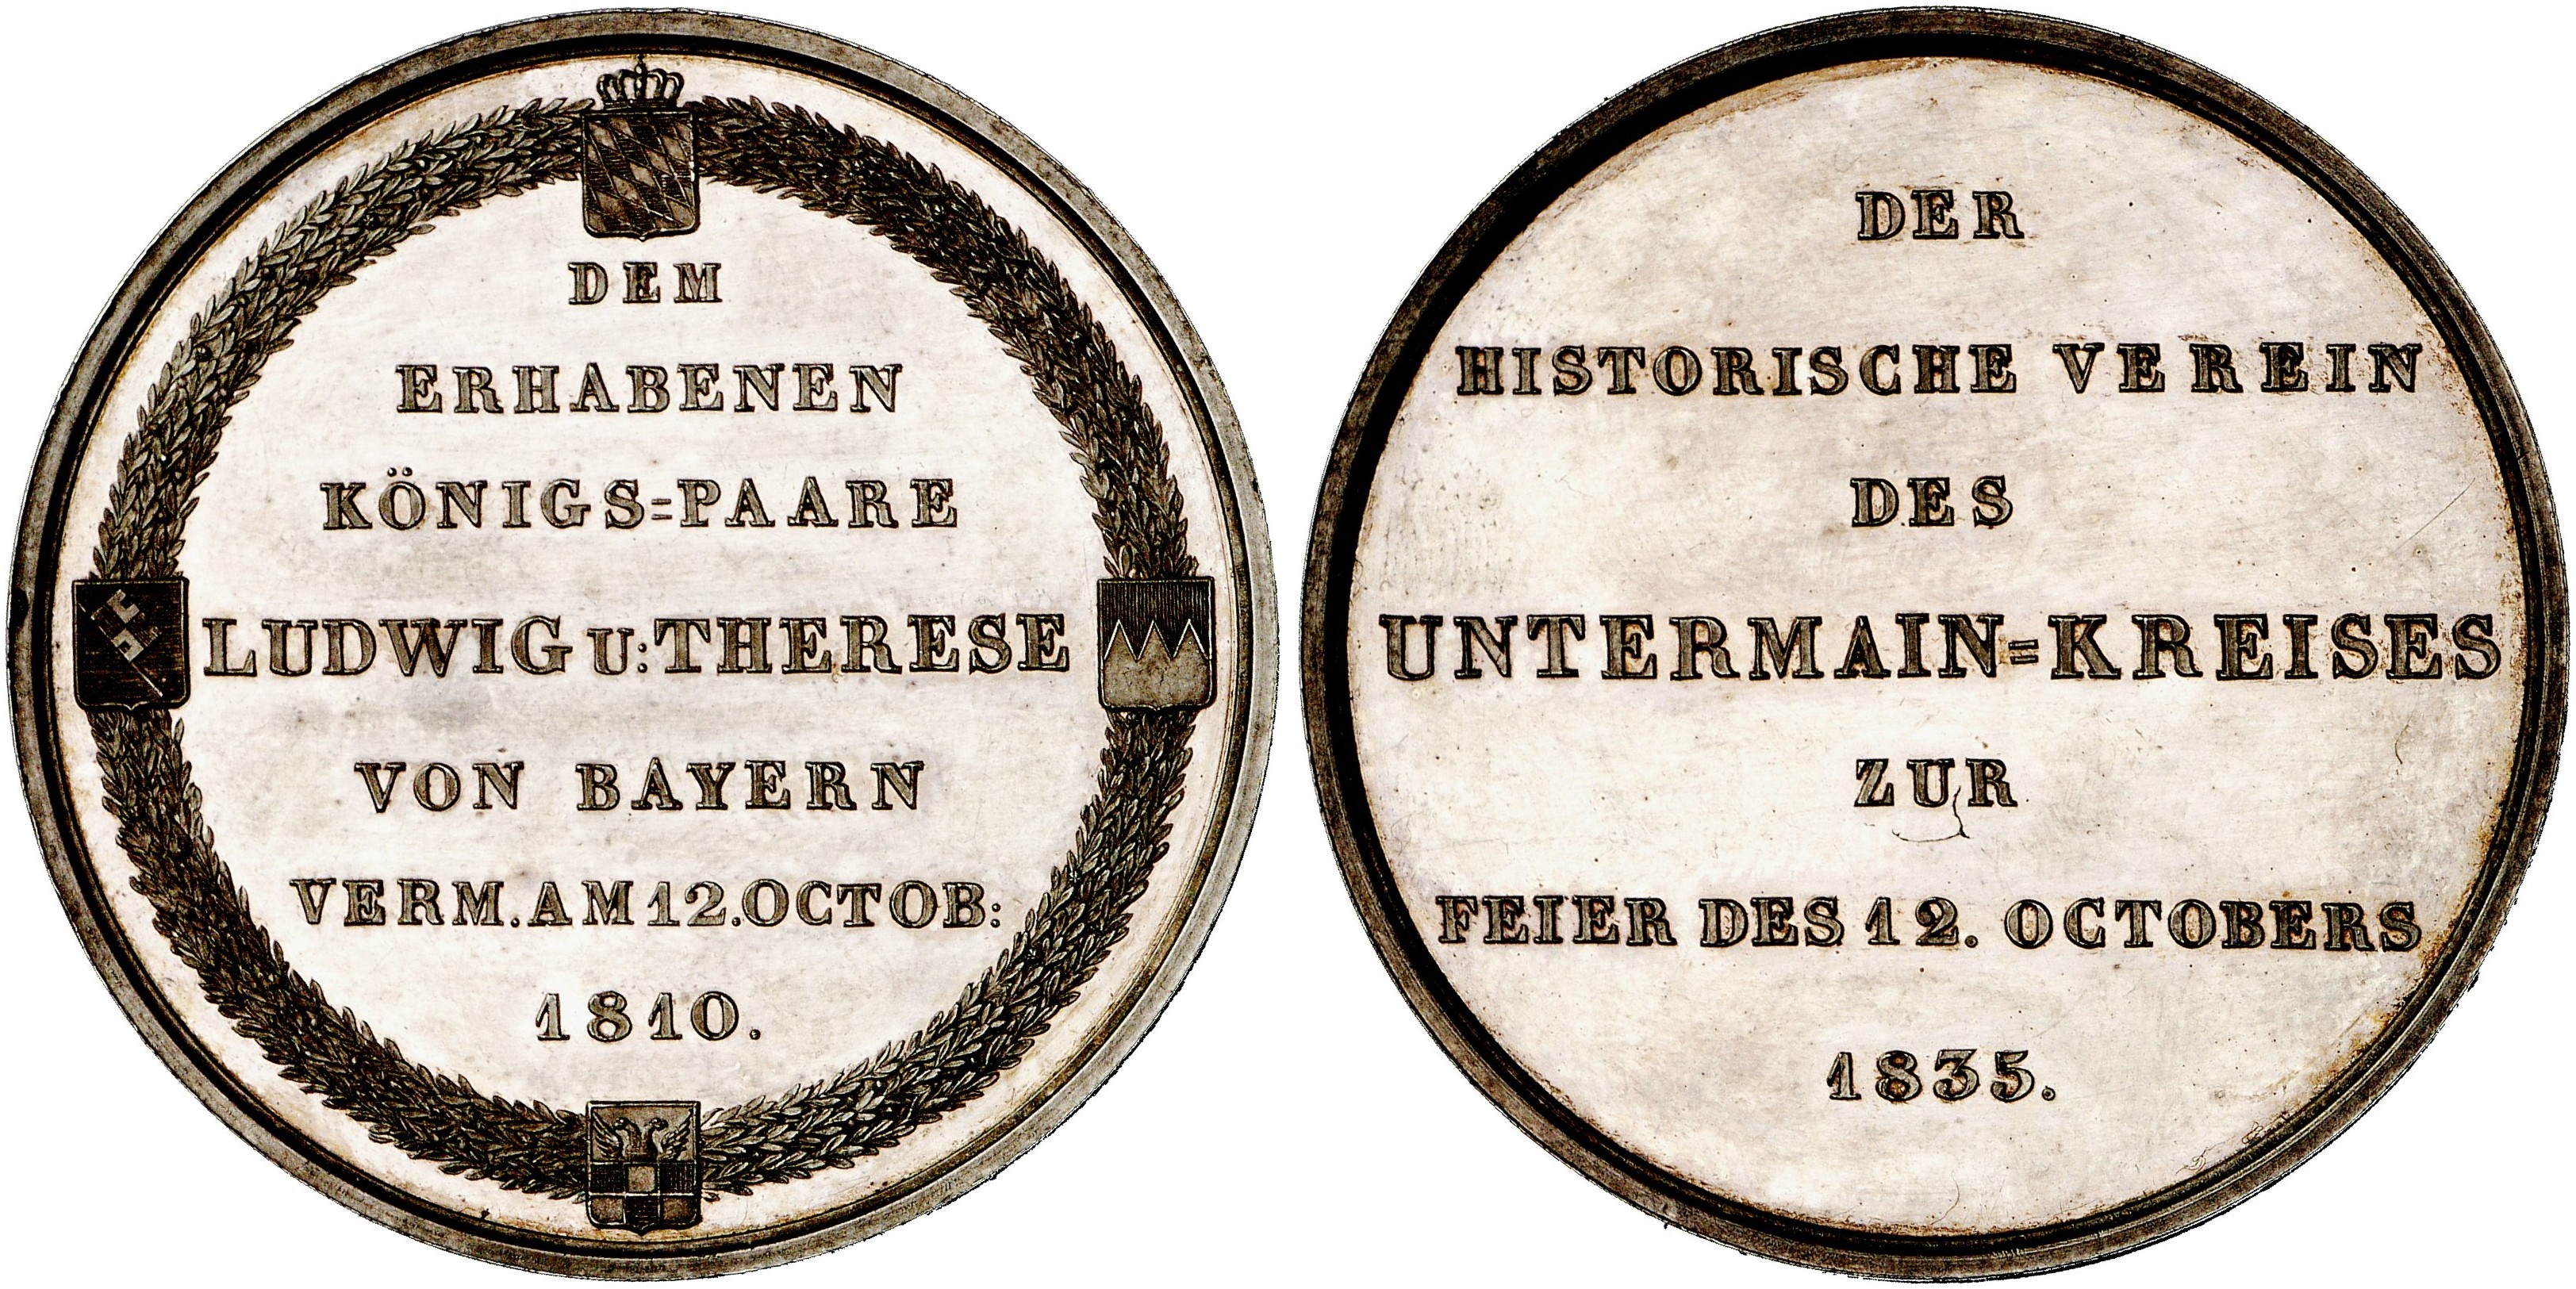 DEM
ERHABENEN
KÖNIGS=PAARE
LUDWIG U: THERESE
VON BAYERN
VERM. AM 12. OCTOB:
1810.
DER
HISTORISCHE VEREIN
DES
UNTERMAIN=KREISES
ZUR
FEIER DES 12. OCTOBERS
1835.